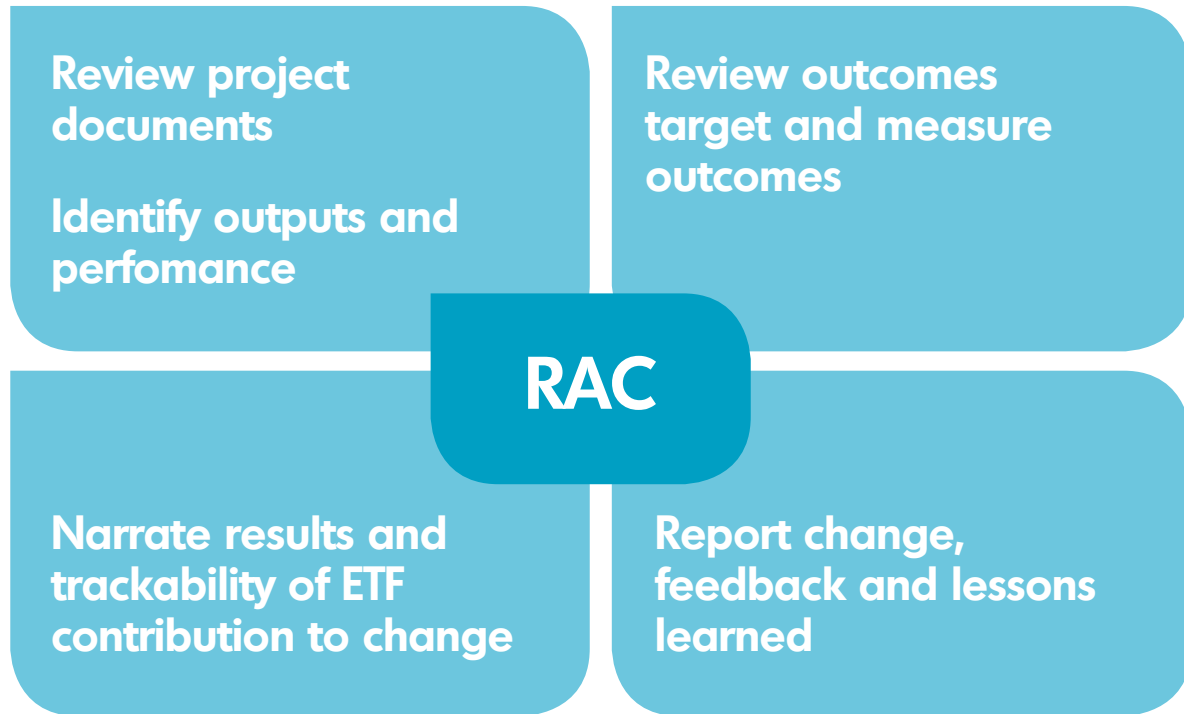 Review project
documents
Identify outputs and
perfomance
Review outcomes
target and measure
outcomes
RAC
Narrate results and
trackability of ETF
contribution to change
Report change,
feedback and lessons
learned